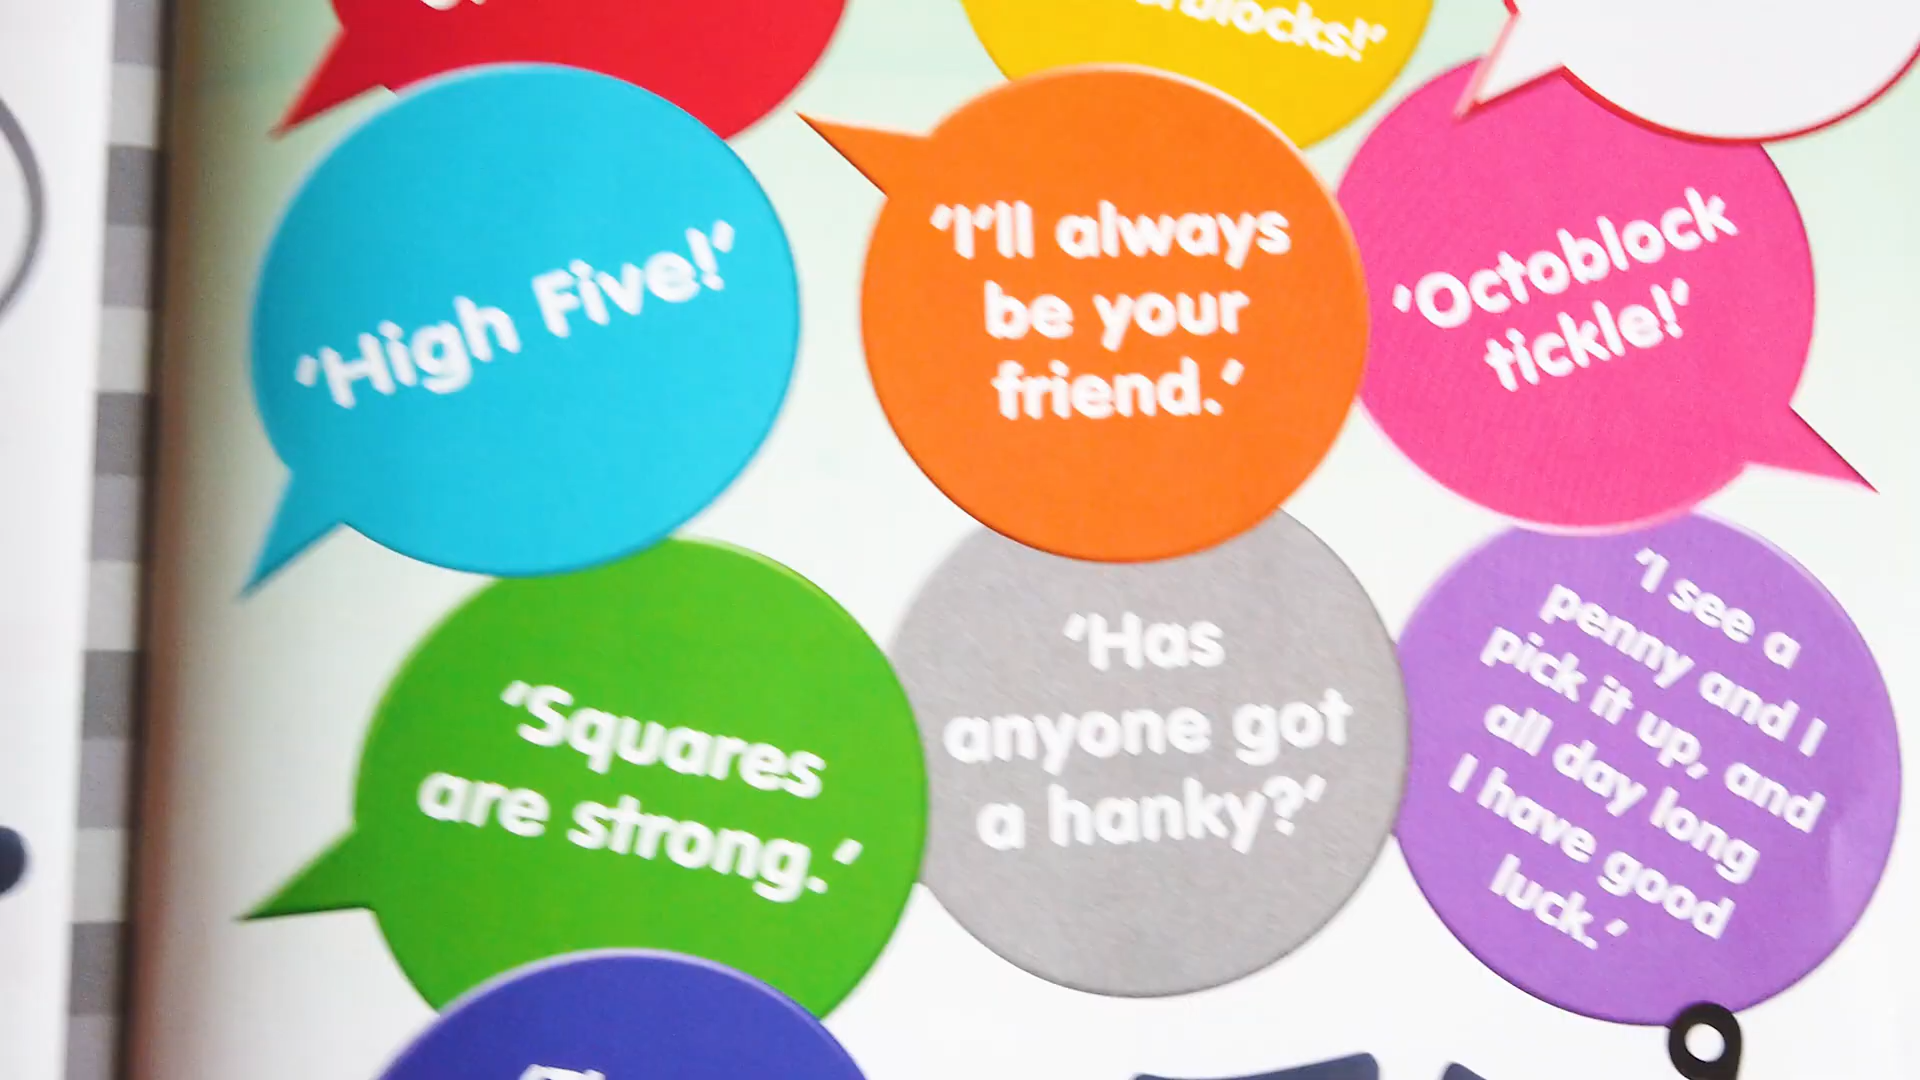 'High Five!'
'I'll always
be your
friend.'
'Octoblock
tickle!'
'Squares
are strong.'
'Has
anyone got
a hanky?'
'I see a
penny and I
pick it up, and
all day long
I have good
luck.'